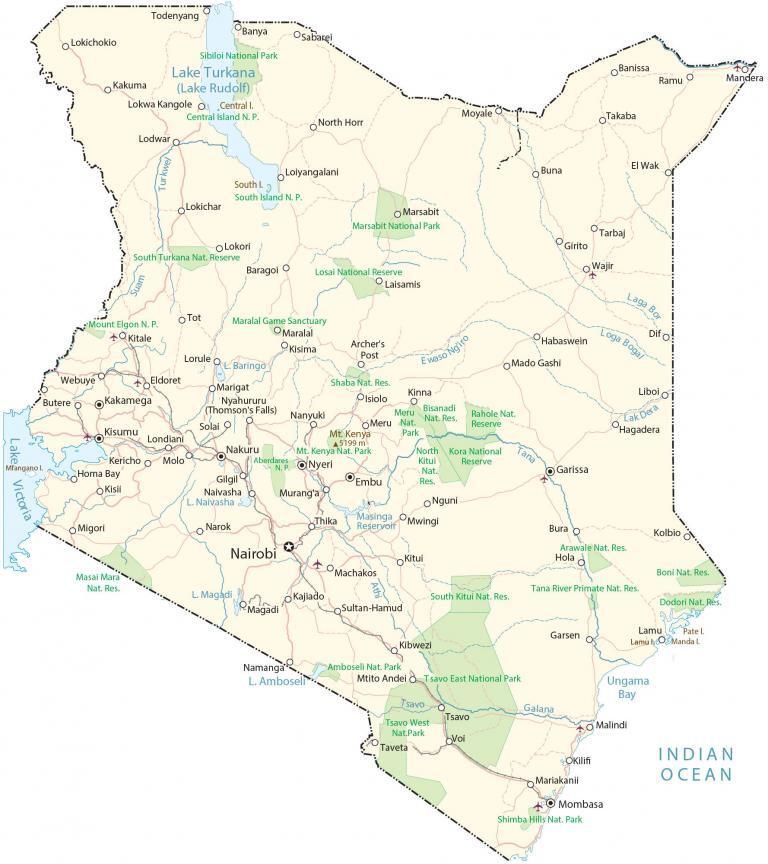 Todenyang
Banya
Sabarei
Lokichokio
Sibiloi National Park
Banissa
Ramu
Mandera
Lake Turkana
(Lake Rudolf)
Kakuma
Lokwa Kangole
Central I.
Central Island N. P.
North Horr
Moyale
Takaba
Lodwar
Turkwel
Loiyangalani
Buna
El Wak
South I.
South Island N. P.
Lokichar
Marsabit
Marsabit National Park
Lokori
South Turkana Nat. Reserve
Girito
Tarbaj
Baragoi
Losai National Reserve
Laisamis
Wajir
Suam
Laga Bor
Tot
Mount Elgon N. P.
Kitale
Maralal Game Sanctuary
Maralal
Kisima
Archer's
Post
Ewaso Ngiro
Habaswein
Loga Bogal
Dif
Lorule
L. Baringo
Mado Gashi
Webuye
Eldoret
Marigat
Shaba Nat. Res.
Isiolo
Kinna
Liboi
Butere
Kakamega
Nyahururu
(Thomson's Falls)
Nanyuki
Meru
Meru
Nat.
Park
Bisanadi
Nat. Res.
Rahole Nat.
Reserve
Lak Dera
Hagadera
Kisumu
Londiani
Solai
Mt. Kenya
5199 m
Mt. Kenya Nat. Park
Lake Victoria
Mfangano I.
Kericho
Molo
Nakuru
Aberdares
N. P.
Nyeri
North
Kitui
Nat.
Res.
Kora National
Reserve
Tana
Garissa
Homa Bay
Kisii
Gilgil
Naivasha
L. Naivasha
Murang'a
Embu
Masinga
Reservoir
Nguni
Mwingi
Migori
Narok
Thika
Bura
Kolbio
Nairobi
Kitui
Hola
Arawale Nat. Res.
Masai Mara
Nat. Res.
Machakos
Athi
Boni Nat. Res.
L. Magadi
Magadi
Kajiado
Sultan-Hamud
South Kitui Nat. Res.
Tana River Primate Nat. Res.
Dodori Nat. Res.
Garsen
Lamu
Lamu I.
Pate I.
Manda I.
Kibwezi
Namanga
L. Amboseli
Amboseli Nat. Park
Mtito Andei
Tsavo East National Park
Ungama
Bay
Tsavo
Tsavo
Galana
Tsavo West
Nat.Park
Malindi
Taveta
Voi
Kilifi
INDIAN
OCEAN
Mariakanii
Mombasa
Shimba Hills Nat. Park